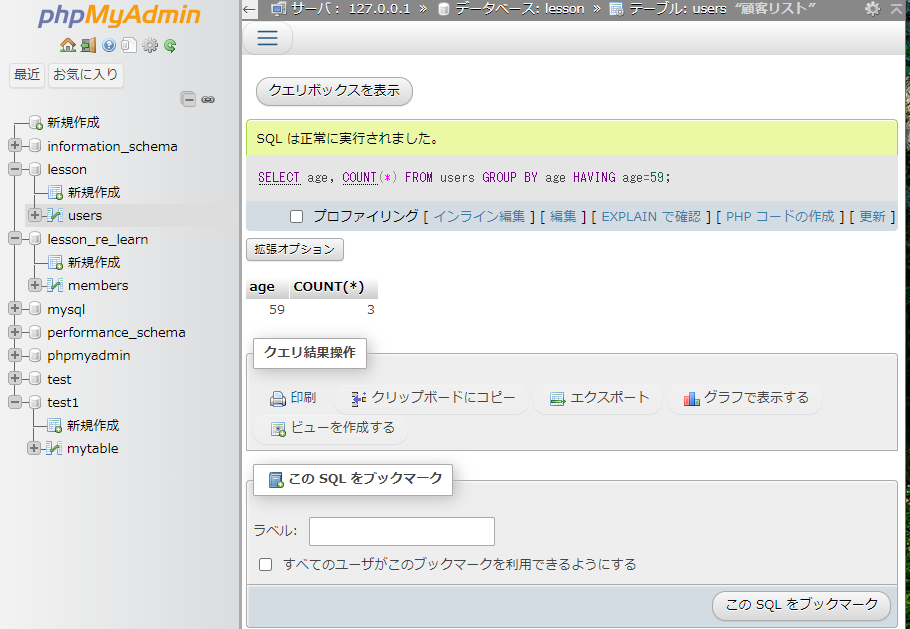 phpMyAdmin
最近 お気に入り
新規作成
information_schema
lesson
新規作成
users
lesson_re_learn
新規作成
members
mysql
performance_schema
phpmyadmin
test
test1
新規作成
mytable
サーバ: 127.0.0.1 » データベース: lesson » テーブル: users “顧客リスト”
クエリボックスを表示
SQL は正常に実行されました。
SELECT age, COUNT(*) FROM users GROUP BY age HAVING age=59;
プロファイリング [ インライン編集 ] [ 編集 ] [ EXPLAIN で確認 ] [ PHP コードの作成 ] [ 更新 ]
拡張オプション
age COUNT(*)
59 3
クエリ結果操作
印刷 クリップボードにコピー エクスポート グラフで表示する
ビューを作成する
この SQL をブックマーク
ラベル:
すべてのユーザがこのブックマークを利用できるようにする
この SQL をブックマーク